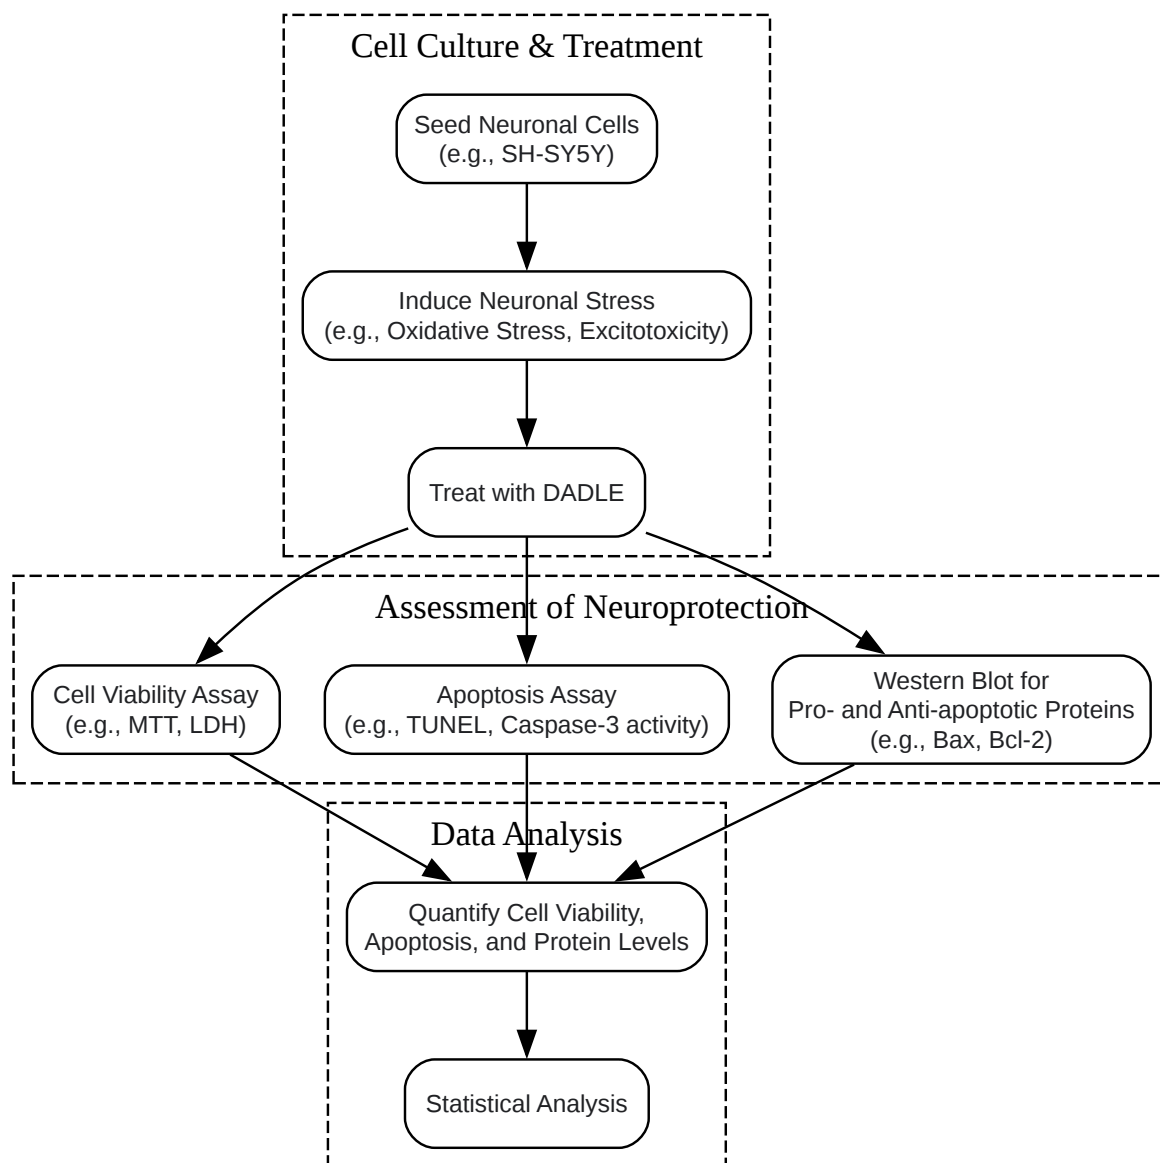 Cell Culture & Treatment
Seed Neuronal Cells
(e.g., SH-SY5Y)
Induce Neuronal Stress
(e.g., Oxidative Stress, Excitotoxicity)
Treat with DADLE
Assessment of Neuroprotection
Cell Viability Assay
(e.g., MTT, LDH)
Apoptosis Assay
(e.g., TUNEL, Caspase-3 activity)
Western Blot for
Pro- and Anti-apoptotic Proteins
(e.g., Bax, Bcl-2)
Data Analysis
Quantify Cell Viability,
Apoptosis, and Protein Levels
Statistical Analysis